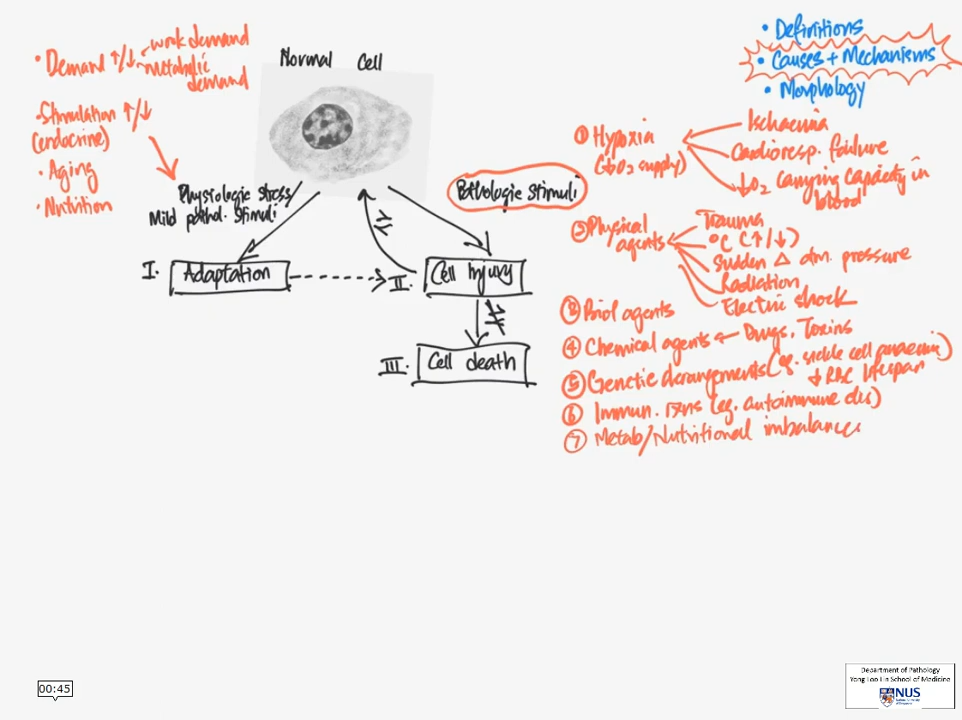 • Demand ↑/↓ work demand
metabolic
demand
• Stimulation ↑/↓
(endocrine)
• Aging
• Nutrition
Normal Cell
Physiologic stress/
Mild pathol. stimuli
I. Adaptation
II. Cell injury
III. Cell death
Pathologic stimuli
• Definitions
• Causes + Mechanisms
• Morphology
① Hypoxia
(↓O₂ supply)
Ischaemia
Cardioresp. failure
↓O₂ carrying capacity in
blood
② Physical
agents
Trauma
°C (↑/↓)
Sudden Δ atm. pressure
Radiation
Electric shock
③ Biol agents
④ Chemical agents ← Drugs, Toxins
⑤ Genetic derangements (eg. sickle cell anaemia)
↓ RBC lifespan
⑥ Immun. rxns (eg. autoimmune dis)
⑦ Metab/Nutritional imbalances
00:45
Department of Pathology
Yong Loo Lin School of Medicine
NUS